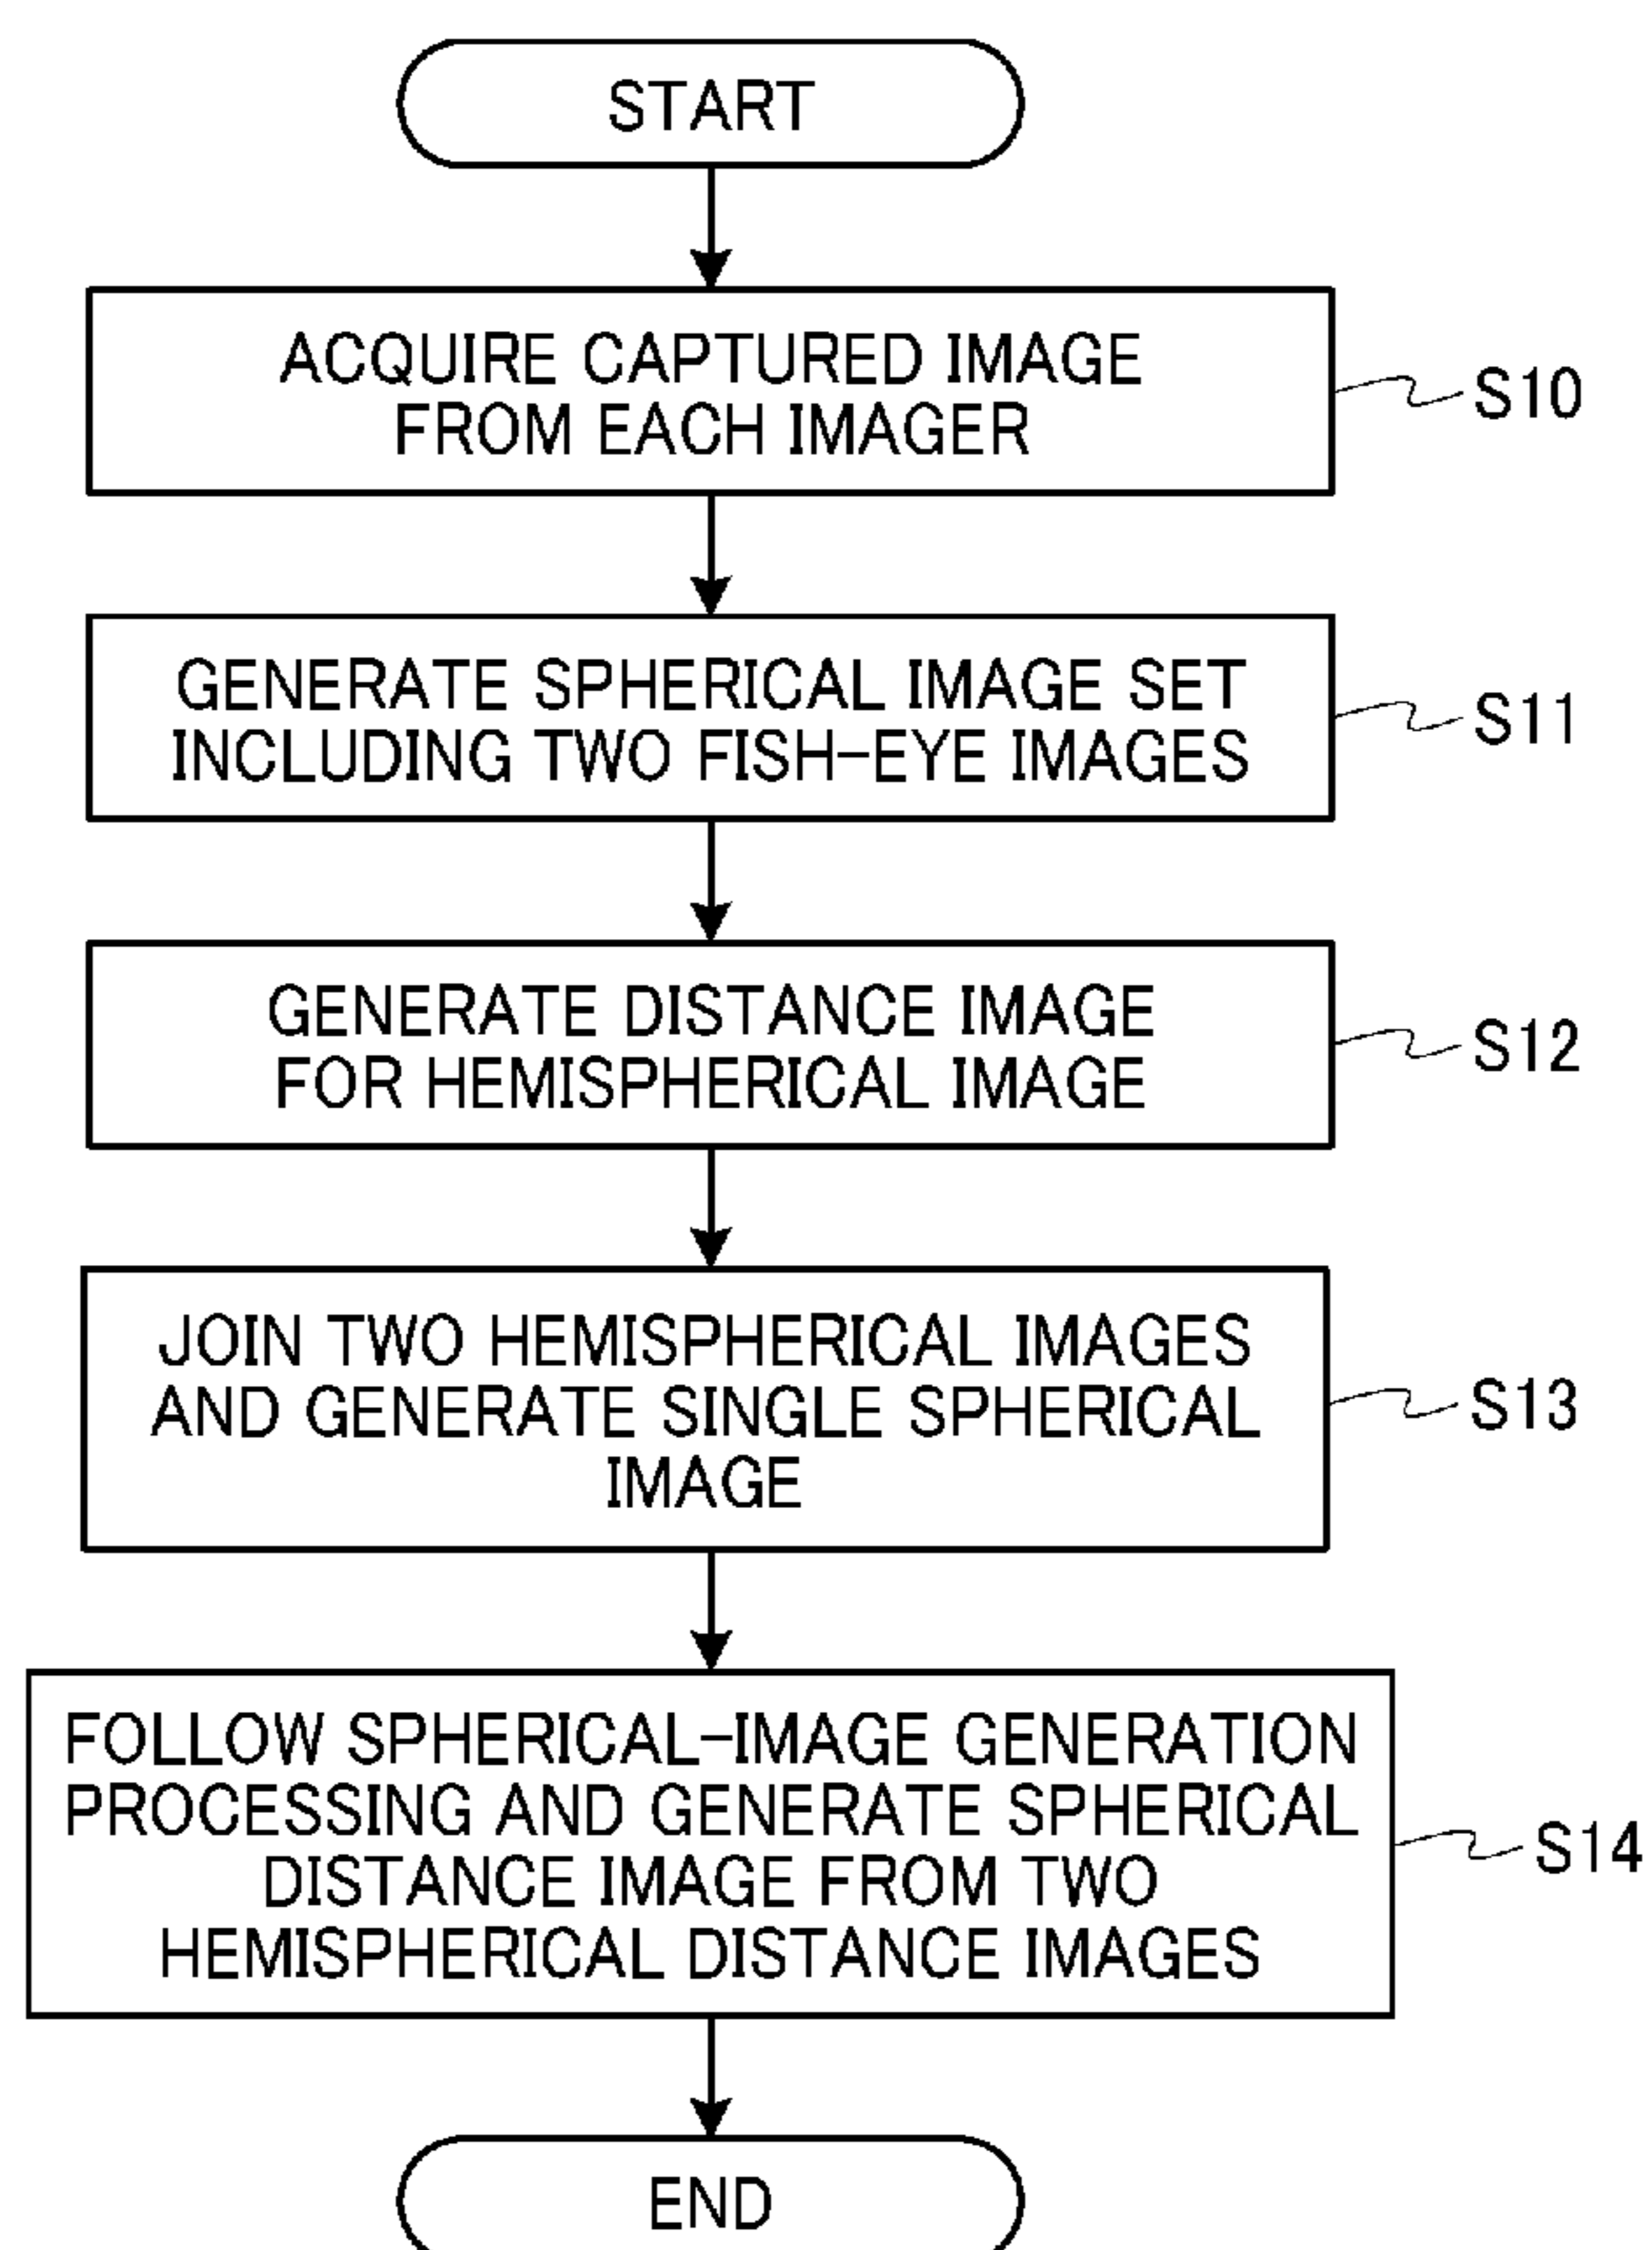 START
ACQUIRE CAPTURED IMAGE
FROM EACH IMAGER
S10
GENERATE SPHERICAL IMAGE SET
INCLUDING TWO FISH-EYE IMAGES
S11
GENERATE DISTANCE IMAGE
FOR HEMISPHERICAL IMAGE
S12
JOIN TWO HEMISPHERICAL IMAGES
AND GENERATE SINGLE SPHERICAL
IMAGE
S13
FOLLOW SPHERICAL-IMAGE GENERATION
PROCESSING AND GENERATE SPHERICAL
DISTANCE IMAGE FROM TWO
HEMISPHERICAL DISTANCE IMAGES
S14
END